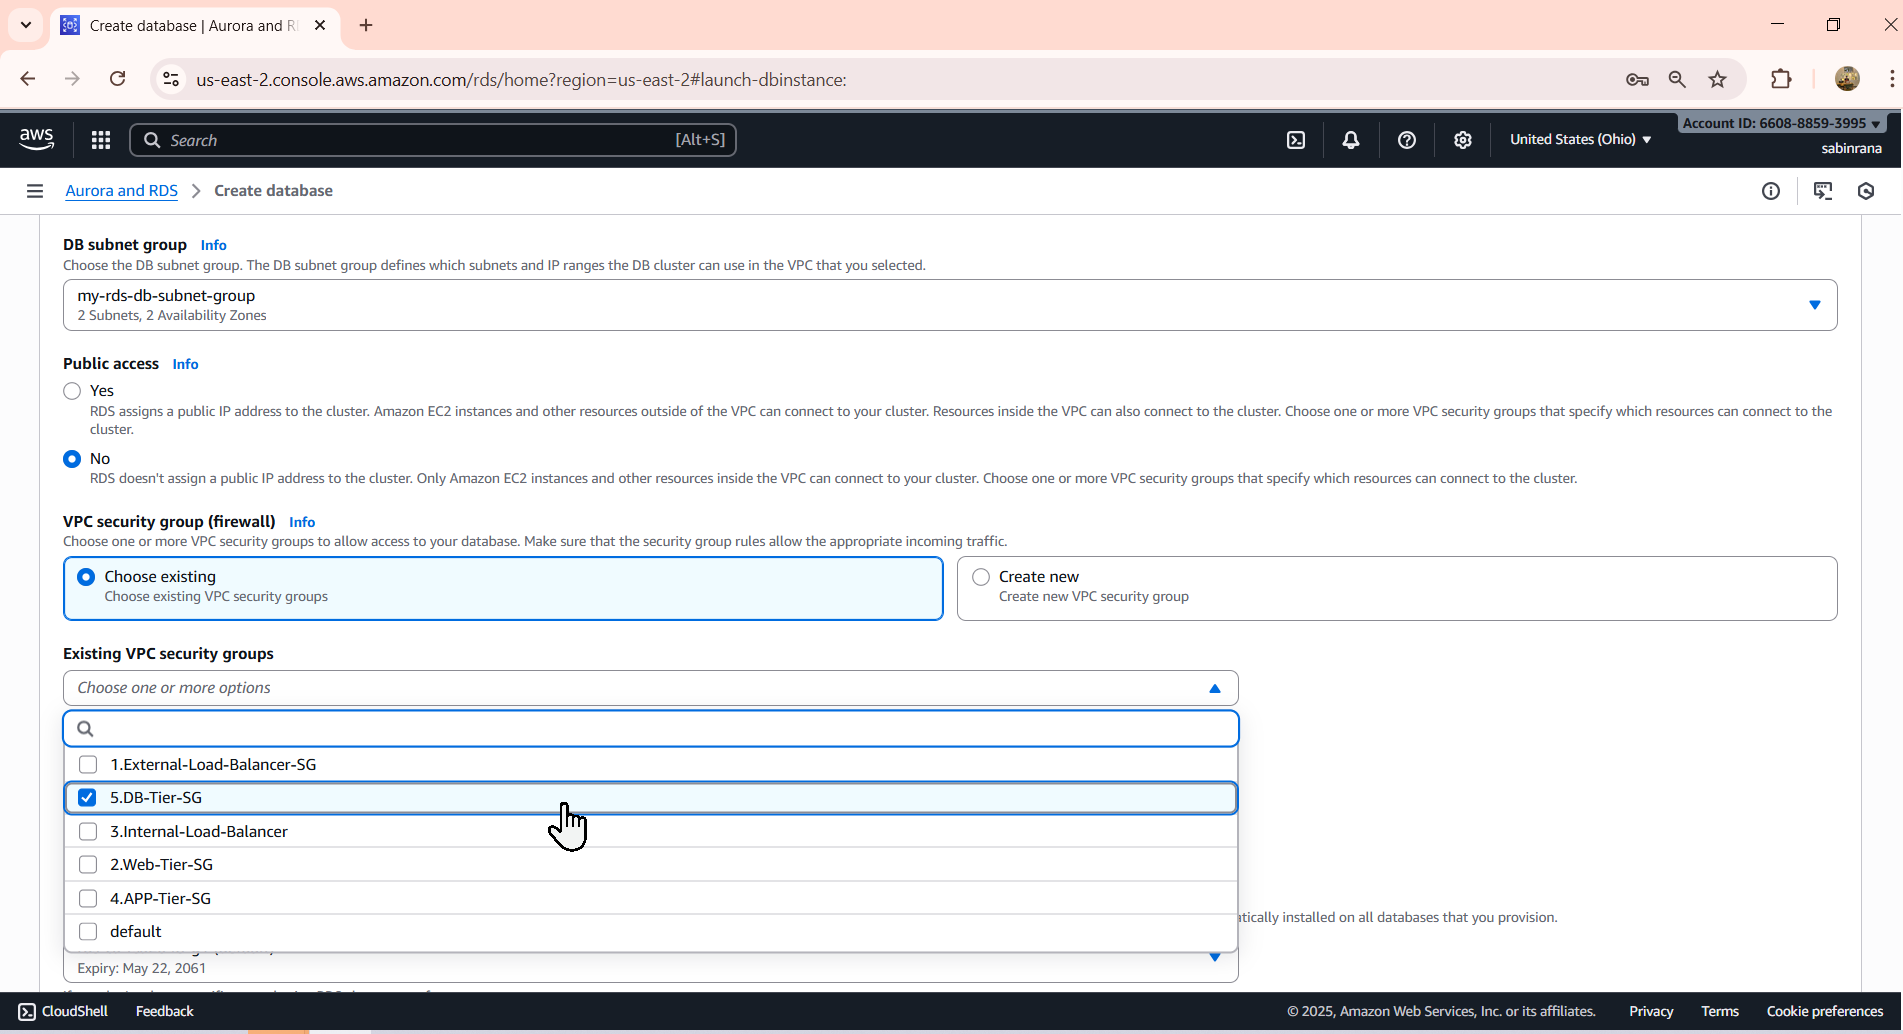 Create database | Aurora and R
us-east-2.console.aws.amazon.com/rds/home?region=us-east-2#launch-dbinstance:
aws
Search
[Alt+S]
United States (Ohio)
Account ID: 6608-8859-3995
sabinrana
Aurora and RDS
Create database
DB subnet group Info
Choose the DB subnet group. The DB subnet group defines which subnets and IP ranges the DB cluster can use in the VPC that you selected.
my-rds-db-subnet-group
2 Subnets, 2 Availability Zones
Public access Info
Yes
RDS assigns a public IP address to the cluster. Amazon EC2 instances and other resources outside of the VPC can connect to your cluster. Resources inside the VPC can also connect to the cluster. Choose one or more VPC security groups that specify which resources can connect to the
cluster.
No
RDS doesn't assign a public IP address to the cluster. Only Amazon EC2 instances and other resources inside the VPC can connect to your cluster. Choose one or more VPC security groups that specify which resources can connect to the cluster.
VPC security group (firewall) Info
Choose one or more VPC security groups to allow access to your database. Make sure that the security group rules allow the appropriate incoming traffic.
Choose existing
Choose existing VPC security groups
Create new
Create new VPC security group
Existing VPC security groups
Choose one or more options
1.External-Load-Balancer-SG
5.DB-Tier-SG
3.Internal-Load-Balancer
2.Web-Tier-SG
4.APP-Tier-SG
default
atically installed on all databases that you provision.
Expiry: May 22, 2061
CloudShell
Feedback
© 2025, Amazon Web Services, Inc. or its affiliates.
Privacy
Terms
Cookie preferences